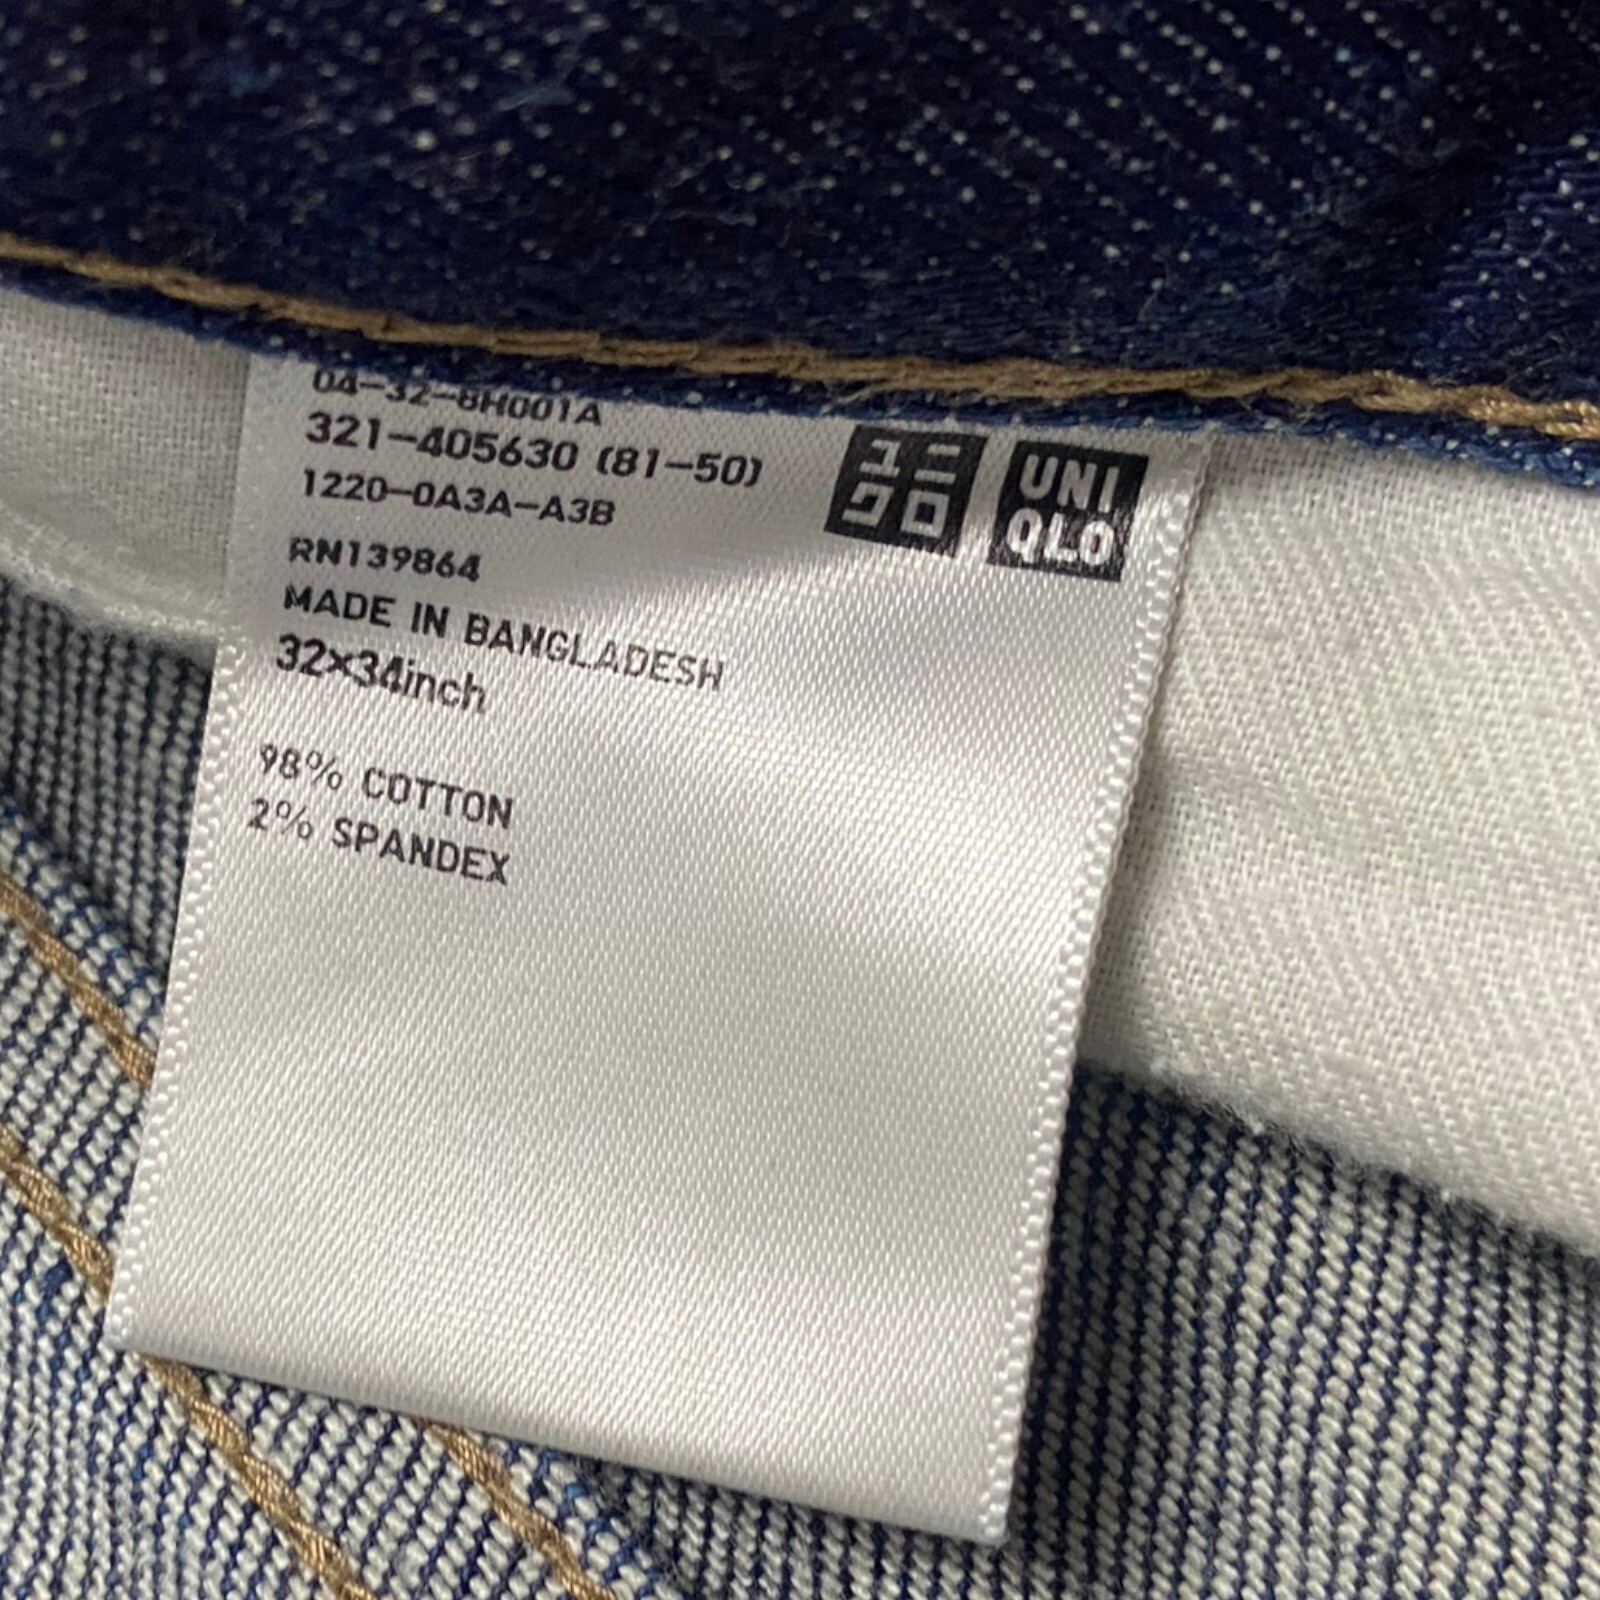 04-32-8H001A
321-405630 (81-50)
1220-0A3A-A3B
RN139864
MADE IN BANGLADESH
32×34inch
98% COTTON
2% SPANDEX
ユニ
クロ
UNI
QLO